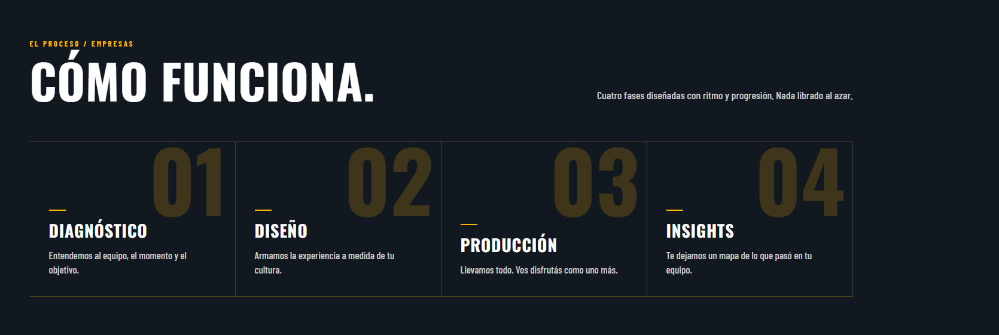 EL PROCESO / EMPRESAS
CÓMO FUNCIONA.
Cuatro fases diseñadas con ritmo y progresión. Nada librado al azar.
01
DIAGNÓSTICO
Entendemos al equipo, el momento y el
objetivo.
02
DISEÑO
Armamos la experiencia a medida de tu
cultura.
03
PRODUCCIÓN
Llevamos todo. Vos disfrutás como uno más.
04
INSIGHTS
Te dejamos un mapa de lo que pasó en tu
equipo.